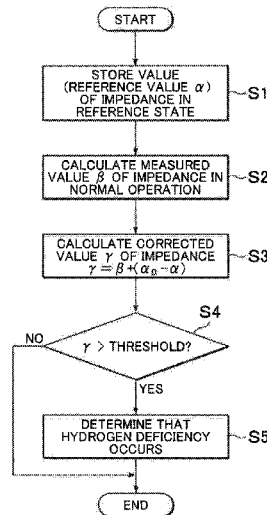 START
STORE VALUE
(REFERENCE VALUE α)
OF IMPEDANCE IN
REFERENCE STATE
S1
CALCULATE MEASURED
VALUE β OF IMPEDANCE IN
NORMAL OPERATION
S2
CALCULATE CORRECTED
VALUE γ OF IMPEDANCE
γ = β + (α₀ - α)
S3
S4
γ > THRESHOLD?
NO
YES
DETERMINE THAT
HYDROGEN DEFICIENCY
OCCURS
S5
END